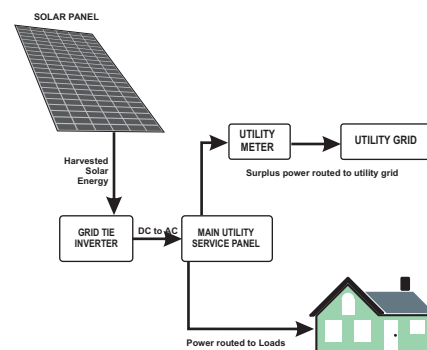 SOLAR PANEL
UTILITY
METER
UTILITY GRID
Harvested
Solar
Energy
Surplus power routed to utility grid
GRID TIE
INVERTER
DC to AC
MAIN UTILITY
SERVICE PANEL
Power routed to Loads